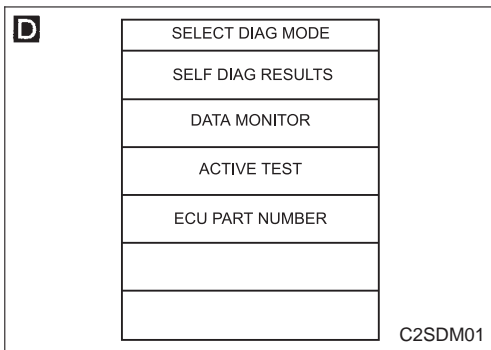 D
SELECT DIAG MODE
SELF DIAG RESULTS
DATA MONITOR
ACTIVE TEST
ECU PART NUMBER
C2SDM01